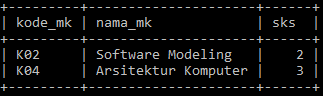 kode_mk nama_mk sks
K02 Software Modeling 2
K04 Arsitektur Komputer 3